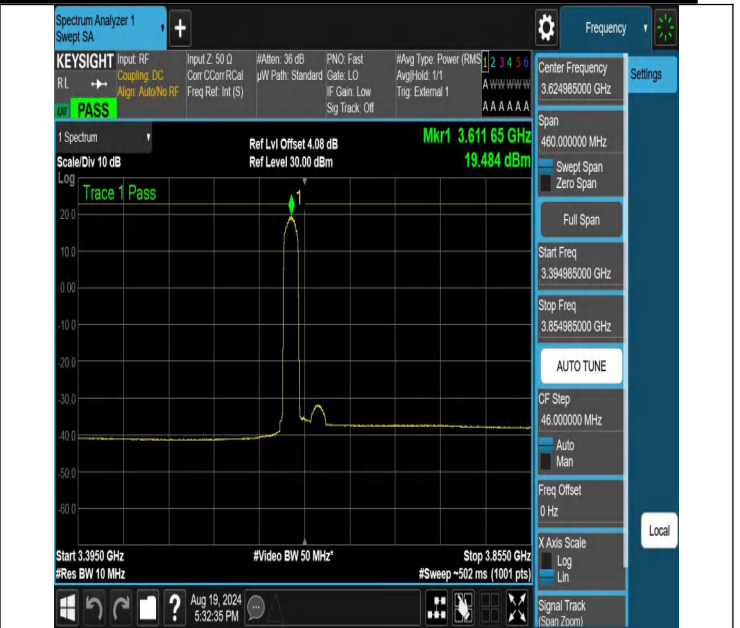 Spectrum Analyzer 1
Swept SA
+
Frequency
KEYSIGHT
RL
PASS
Input: RF
Coupling: DC
Align: Auto/No RF
Input Z: 50 Ω
Corr CCorr RCal
Freq Ref: Int (S)
#Atten: 36 dB
µW Path: Standard
PNO: Fast
Gate: LO
IF Gain: Low
Sig Track: Off
#Avg Type: Power (RMS
Avg|Hold: 1/1
Trig: External 1
1 2 3 4 5 6
A W W W W W
A A A A A A
1 Spectrum
Scale/Div 10 dB
Log
Ref Lvl Offset 4.08 dB
Ref Level 30.00 dBm
Mkr1 3.611 65 GHz
19.484 dBm
Trace 1 Pass
1
20.0
10.0
0.00
-10.0
-20.0
-30.0
-40.0
-50.0
-60.0
Start 3.3950 GHz
#Res BW 10 MHz
#Video BW 50 MHz*
Stop 3.8550 GHz
#Sweep ~502 ms (1001 pts)
Center Frequency
3.624985000 GHz
Settings
Span
460.000000 MHz
Swept Span
Zero Span
Full Span
Start Freq
3.394985000 GHz
Stop Freq
3.854985000 GHz
AUTO TUNE
CF Step
46.000000 MHz
Auto
Man
Freq Offset
0 Hz
X Axis Scale
Log
Lin
Local
Signal Track
(Span Zoom)
?
Aug 19, 2024
5:32:35 PM